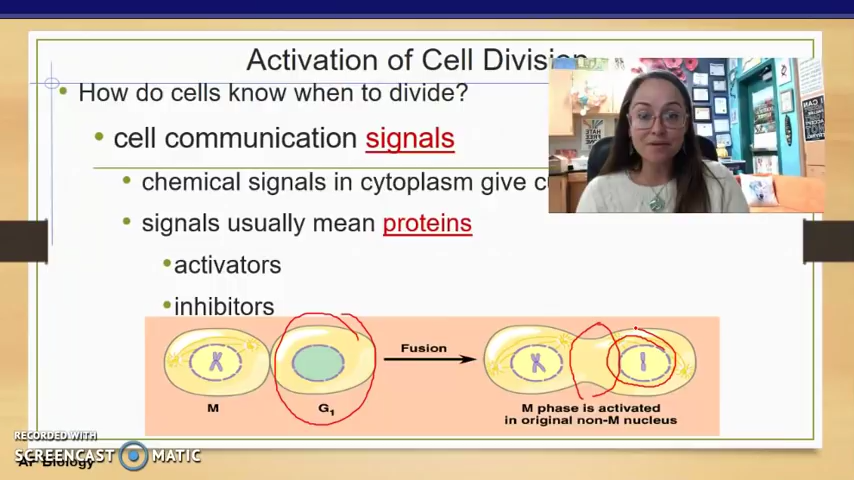 Activation of Cell Division
• How do cells know when to divide?
• cell communication signals
• chemical signals in cytoplasm give
• signals usually mean proteins
•activators
•inhibitors
Fusion
M
G1
M phase is activated
in original non-M nucleus
RECORDED WITH
SCREENCAST MATIC
AP Biology